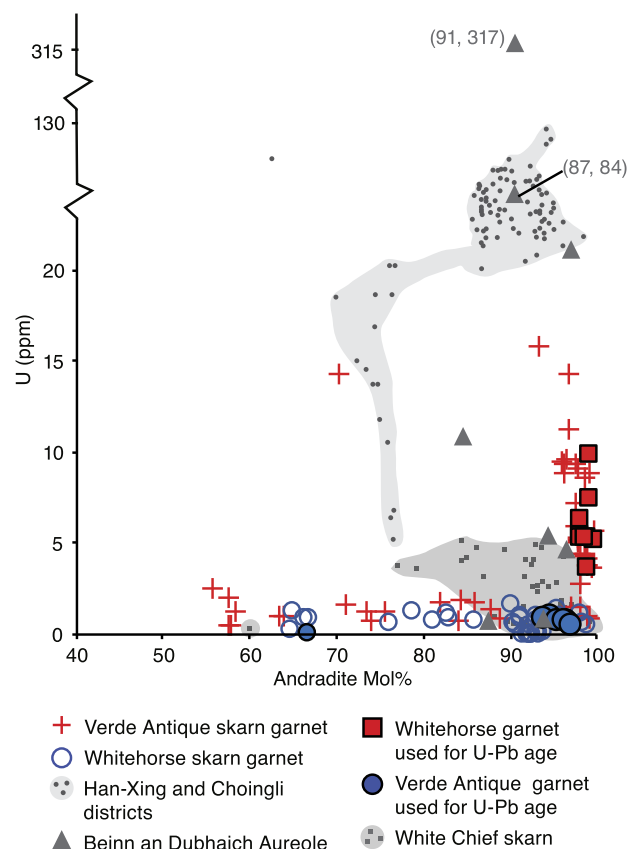 315
(91, 317)
130
(87, 84)
20
15
U (ppm)
10
5
0
40
50
60
70
80
90
100
Andradite Mol%
Verde Antique skarn garnet
Whitehorse skarn garnet
Han-Xing and Choingli
districts
Beinn an Dubhaich Aureole
Whitehorse garnet
used for U-Pb age
Verde Antique garnet
used for U-Pb age
White Chief skarn